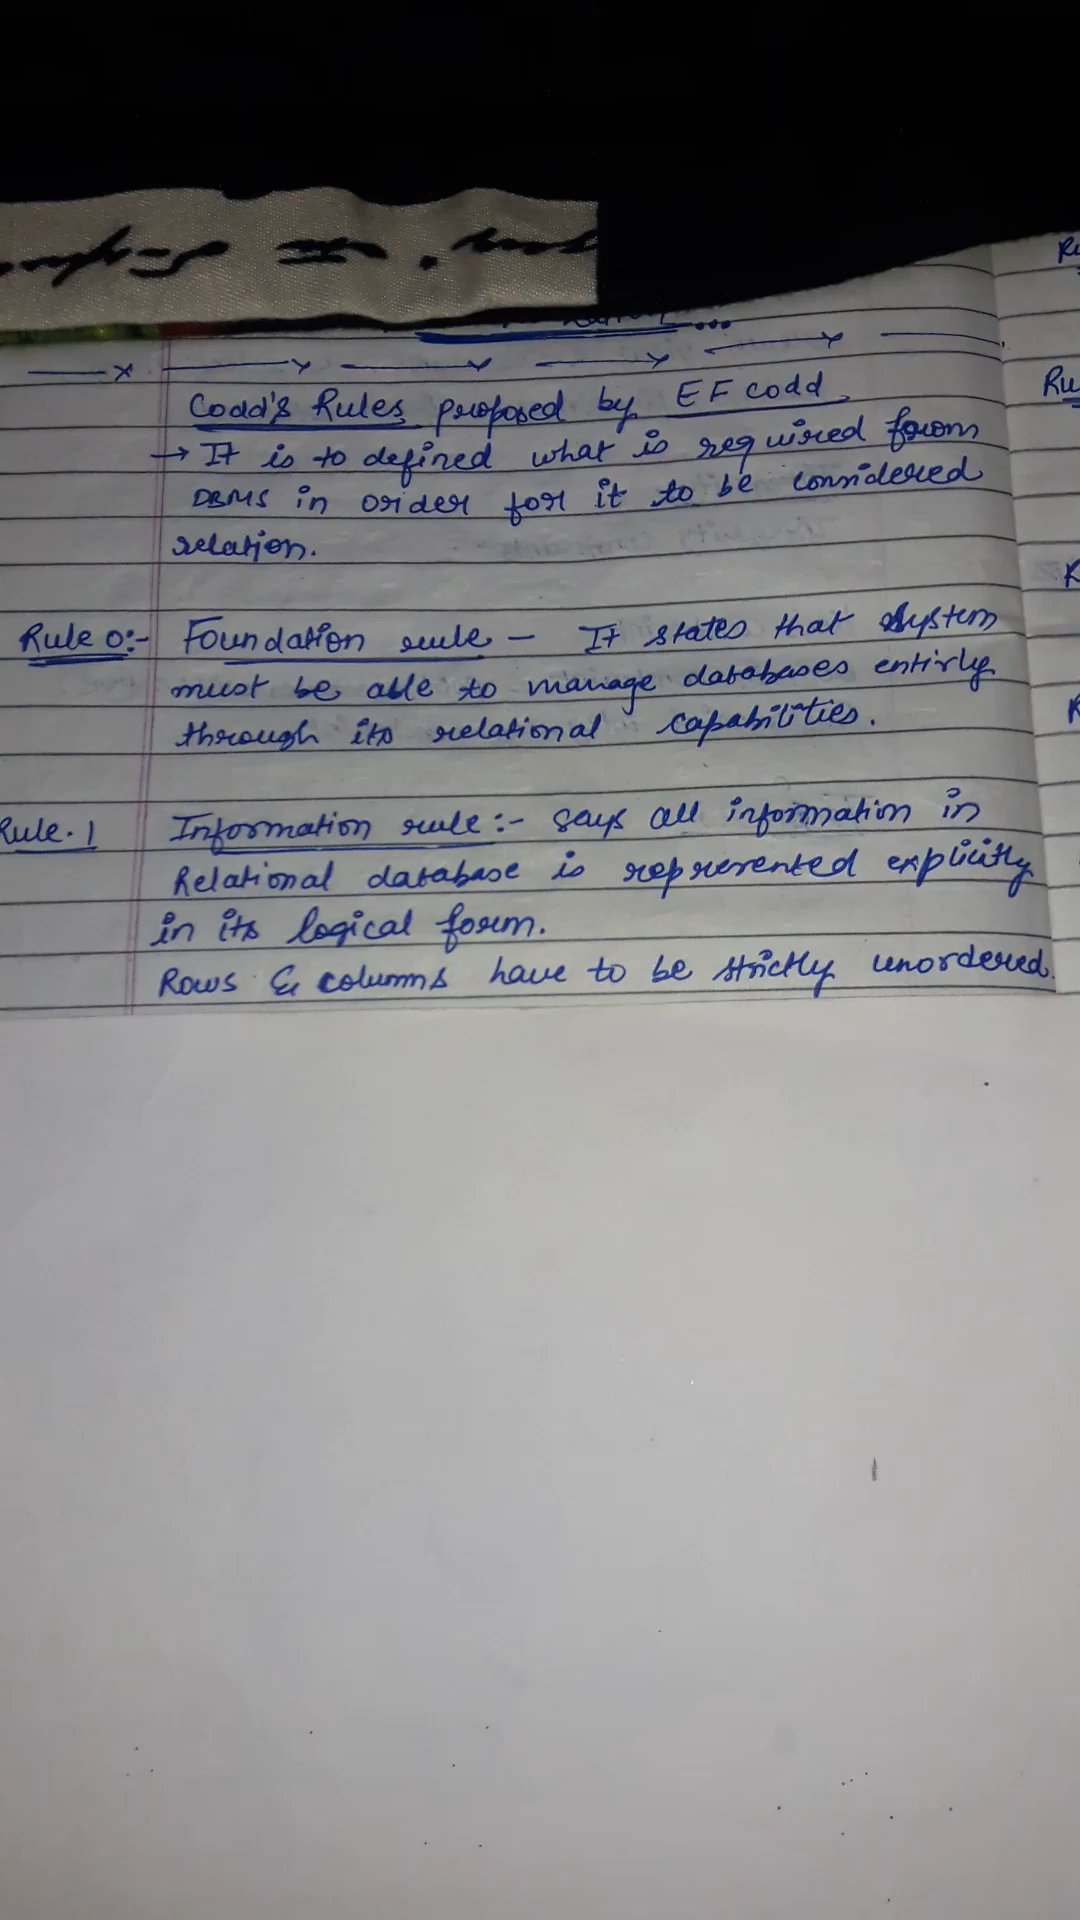 Codd's Rules proposed by EF codd
→ It is to defined what is required from
DBMS in order for it to be considered
relation.
Rule 0:- Foundation rule - It states that system
must be able to manage databases entirly
through its relational capabilities.
Rule. 1 Information rule:- says all information in
Relational database is represented explicitly
in its logical form.
Rows & columns have to be strictly unordered.